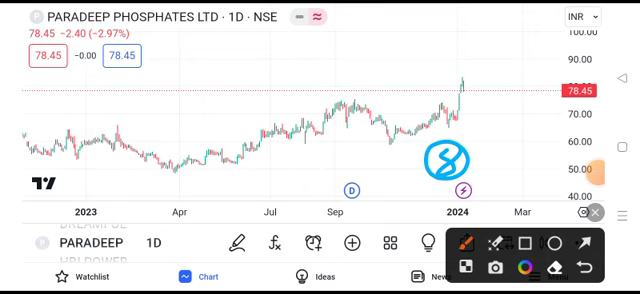 P PARADEEP PHOSPHATES LTD · 1D · NSE
INR
78.45 −2.40 (−2.97%)
78.45 −0.00 78.45
100.00
78.45
70.00
60.00
50.00
40.00
8
D
2023 Apr Jul Sep 2024 Mar
P PARADEEP 1D
Watchlist Chart Ideas News